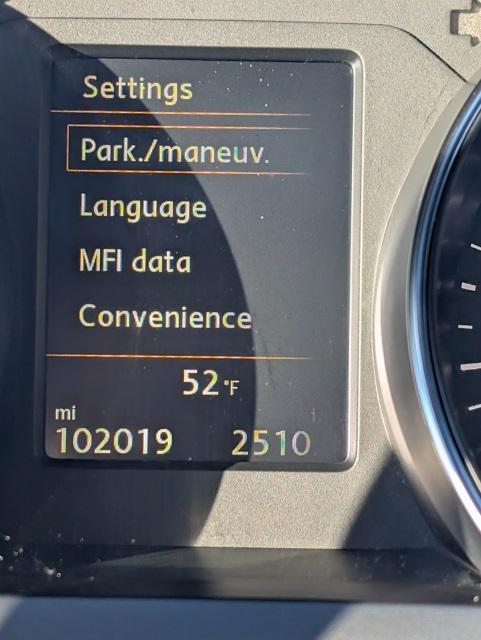 Settings
Park./maneuv.
Language
MFI data
Convenience
52°F
mi
102019 2510